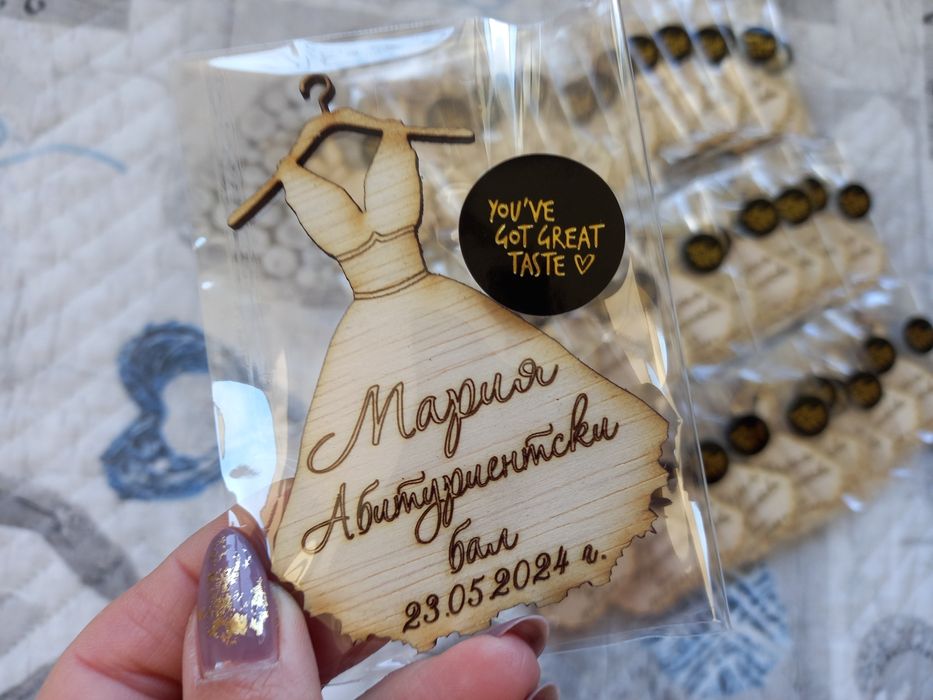 YOU'VE
GOT GREAT
TASTE ♡
Мария
Абитуриентски
бал
23.05.2024 г.